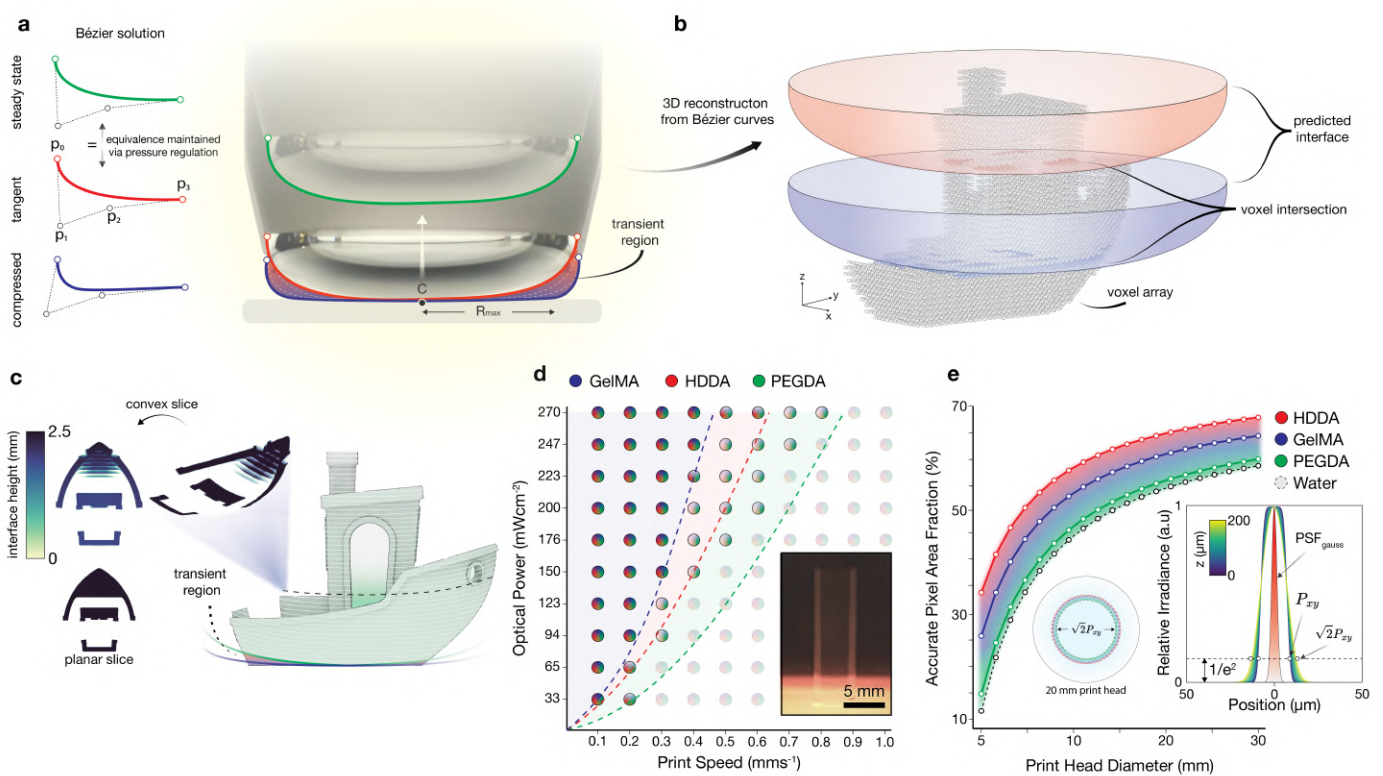 a
Bézier solution
steady state
equivalence maintained
via pressure regulation
=
p₀
tangent
p₁
p₂
p₃
compressed
C
Rmax
transient
region
3D reconstructon
from Bézier curves
b
predicted
interface
voxel intersection
voxel array
z
y
x
c
convex slice
interface height (mm)
2.5
0
planar slice
transient
region
d
GelMA
HDDA
PEGDA
Optical Power (mWcm⁻²)
270
247
223
200
176
150
123
94
65
33
0.1
0.2
0.3
0.4
0.5
0.6
0.7
0.8
0.9
1.0
Print Speed (mms⁻¹)
5 mm
e
Accurate Pixel Area Fraction (%)
70
50
30
10
5
10
20
30
Print Head Diameter (mm)
HDDA
GelMA
PEGDA
Water
√2Pxy
20 mm print head
Relative Irradiance (a.u)
1
0
z (µm)
200
0
PSFgauss
Pxy
√2Pxy
1/e²
50
0
50
Position (µm)